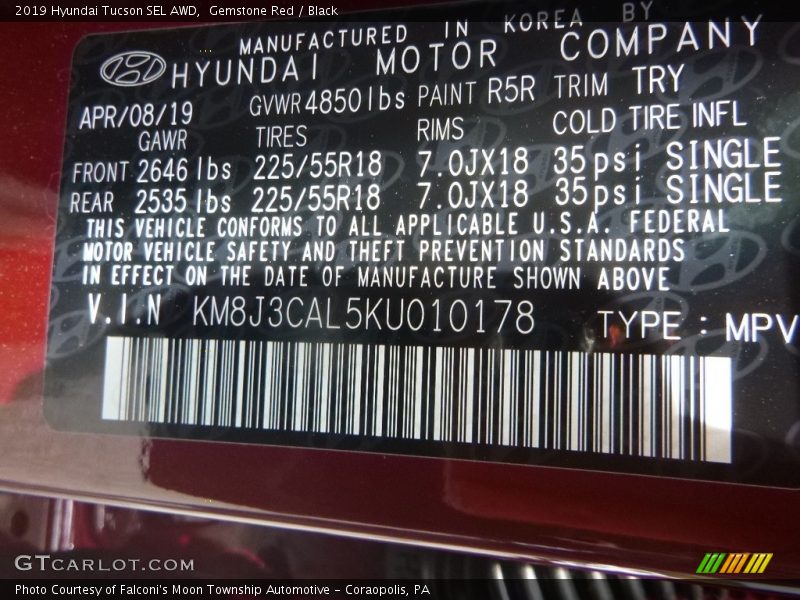 2019 Hyundai Tucson SEL AWD,  Gemstone Red / Black
MANUFACTURED IN KOREA BY
HYUNDAI MOTOR COMPANY
APR/08/19 GVWR 4850lbs PAINT R5R TRIM TRY
GAWR TIRES RIMS COLD TIRE INFL
FRONT 2646 lbs 225/55R18 7.0JX18 35psi SINGLE
REAR 2535 lbs 225/55R18 7.0JX18 35psi SINGLE
THIS VEHICLE CONFORMS TO ALL APPLICABLE U.S.A. FEDERAL
MOTOR VEHICLE SAFETY AND THEFT PREVENTION STANDARDS
IN EFFECT ON THE DATE OF MANUFACTURE SHOWN ABOVE
V.I.N KM8J3CAL5KU010178 TYPE : MPV
GTCARLOT.COM
Photo Courtesy of Falconi's Moon Township Automotive - Coraopolis, PA